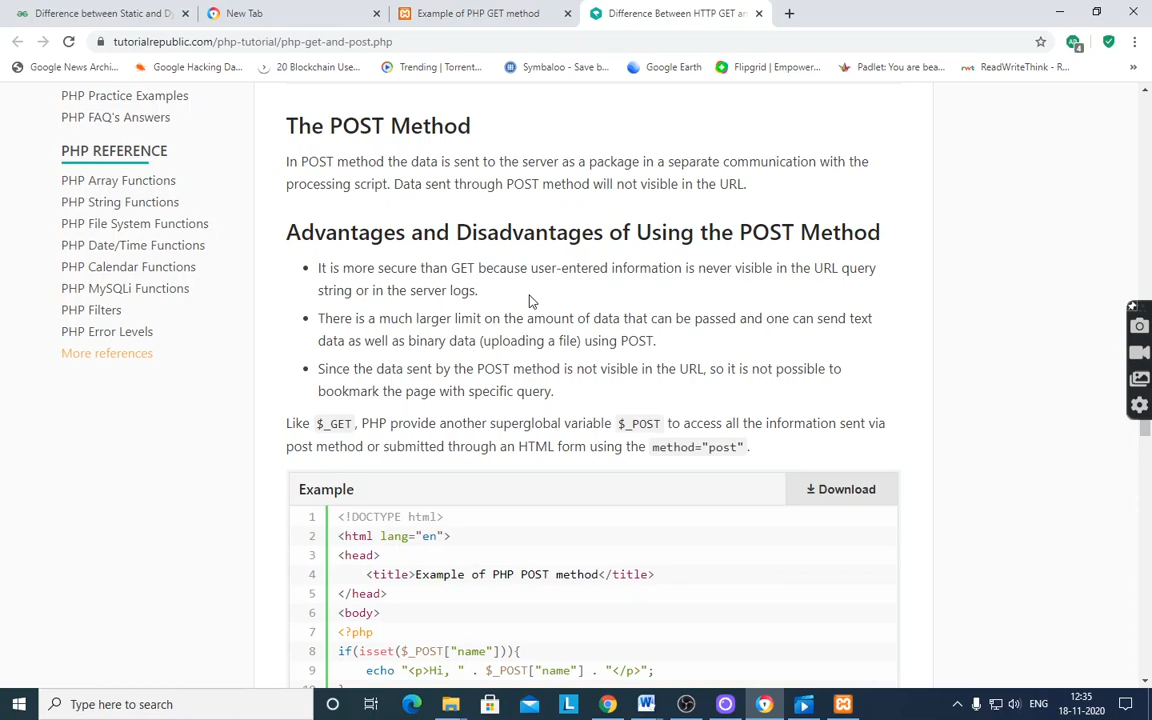 Difference between Static and Dy
New Tab
Example of PHP GET method
Difference Between HTTP GET an
tutorialrepublic.com/php-tutorial/php-get-and-post.php
Google News Archi...
Google Hacking Da...
20 Blockchain Use...
Trending | Torrent...
Symbaloo - Save b...
Google Earth
Flipgrid | Empower...
Padlet: You are bea...
rwt ReadWriteThink - R...
PHP Practice Examples
PHP FAQ's Answers
PHP REFERENCE
PHP Array Functions
PHP String Functions
PHP File System Functions
PHP Date/Time Functions
PHP Calendar Functions
PHP MySQLi Functions
PHP Filters
PHP Error Levels
More references
The POST Method
In POST method the data is sent to the server as a package in a separate communication with the
processing script. Data sent through POST method will not visible in the URL.
Advantages and Disadvantages of Using the POST Method
• It is more secure than GET because user-entered information is never visible in the URL query
string or in the server logs.
• There is a much larger limit on the amount of data that can be passed and one can send text
data as well as binary data (uploading a file) using POST.
• Since the data sent by the POST method is not visible in the URL, so it is not possible to
bookmark the page with specific query.
Like $_GET, PHP provide another superglobal variable $_POST to access all the information sent via
post method or submitted through an HTML form using the method="post".
Example
Download
1 <!DOCTYPE html>
2 <html lang="en">
3 <head>
4 <title>Example of PHP POST method</title>
5 </head>
6 <body>
7 <?php
8 if(isset($_POST["name"])){
9 echo "<p>Hi, " . $_POST["name"] . "</p>";
Type here to search
ENG
12:35
18-11-2020